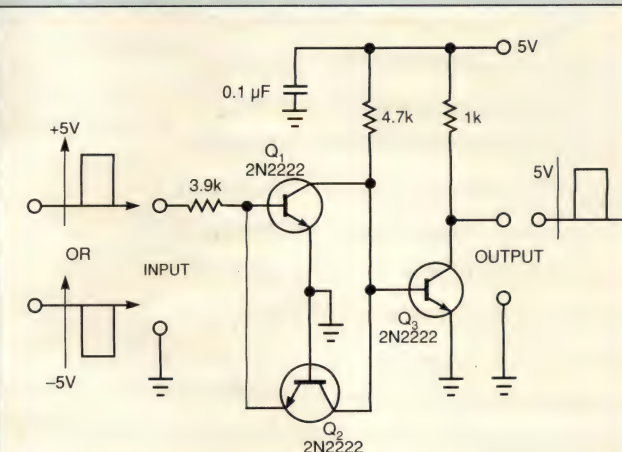 5V
0.1 µF
4.7k
1k
+5V
Q1
2N2222
3.9k
5V
OR
INPUT
OUTPUT
Q3
2N2222
–5V
Q2
2N2222